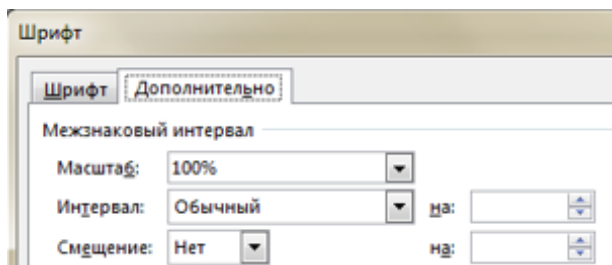 Шрифт
Шрифт Дополнительно
Межзнаковый интервал
Масштаб: 100%
Интервал: Обычный на:
Смещение: Нет на: